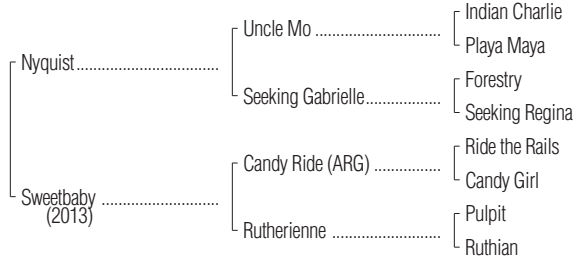 Indian Charlie
Uncle Mo ..................................
Playa Maya
Nyquist......................................
Forestry
Seeking Gabrielle....................
Seeking Regina
Ride the Rails
Candy Ride (ARG) ..................
Candy Girl
Sweetbaby ...............................
(2013)
Pulpit
Rutherienne .............................
Ruthian